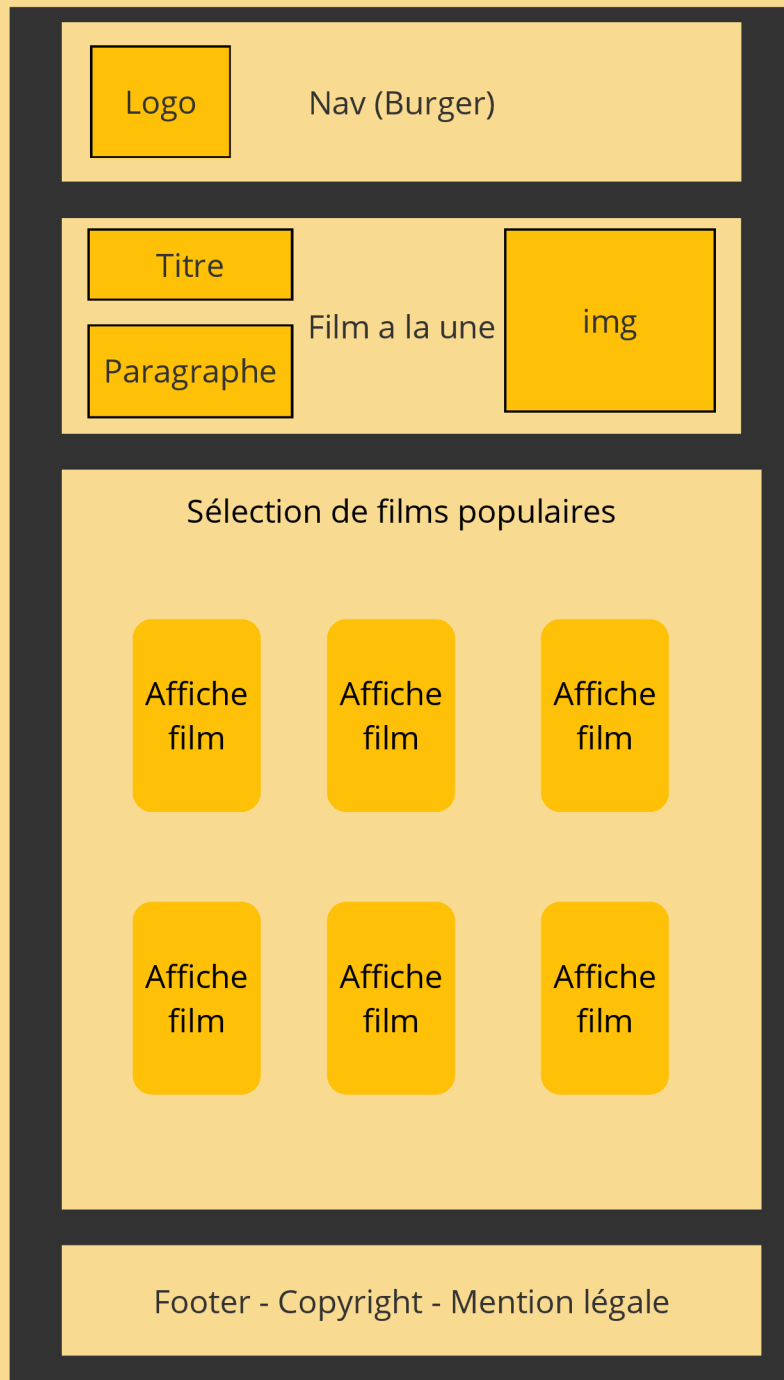 Logo
Nav (Burger)
Titre
Paragraphe
Film a la une
img
Sélection de films populaires
Affiche
film
Affiche
film
Affiche
film
Affiche
film
Affiche
film
Affiche
film
Footer - Copyright - Mention légale